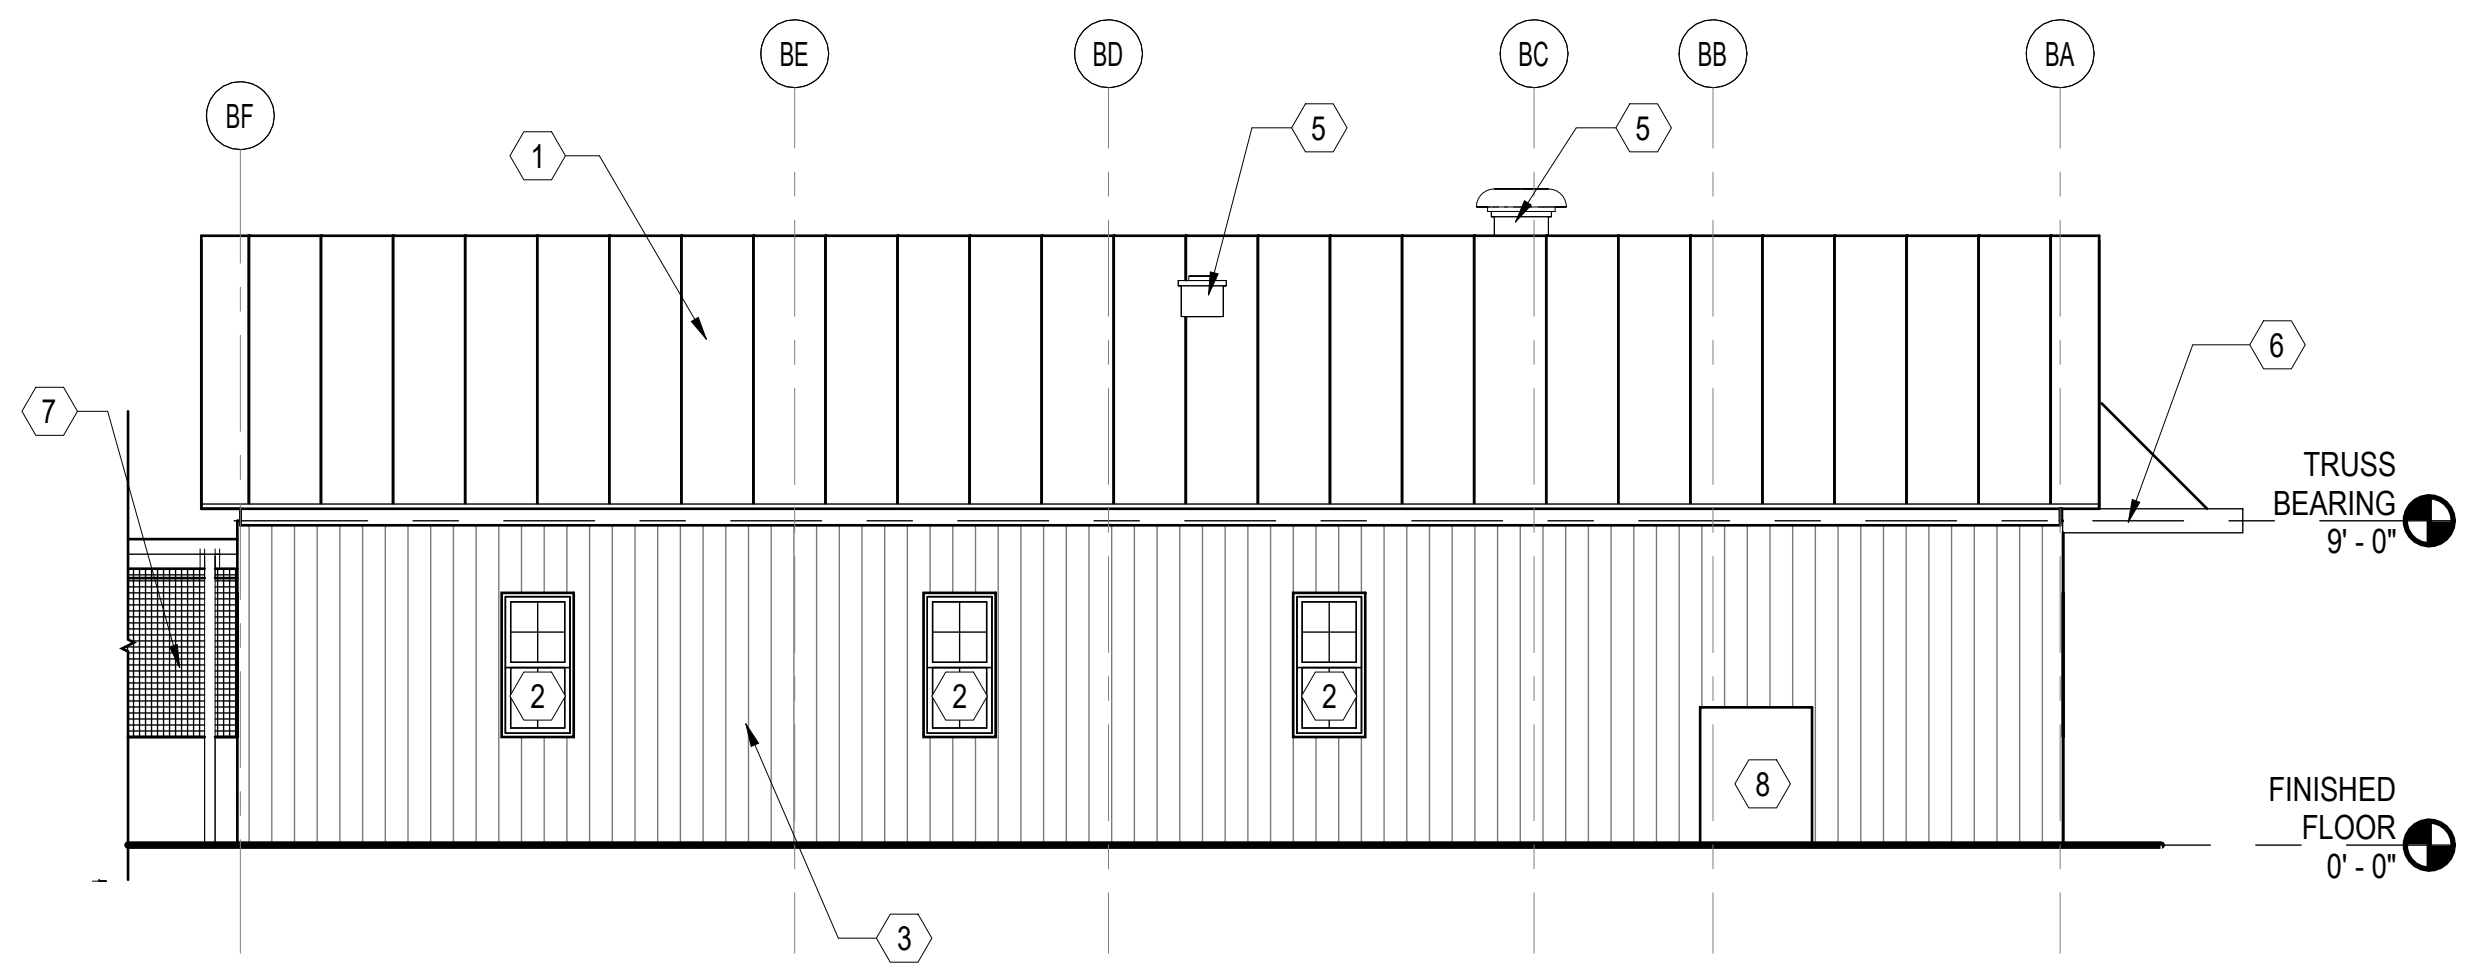 BE
BD
BC
BB
BA
BF
5
5
1
6
7
TRUSS
BEARING
9' - 0"
2
2
2
8
FINISHED
FLOOR
0' - 0"
3